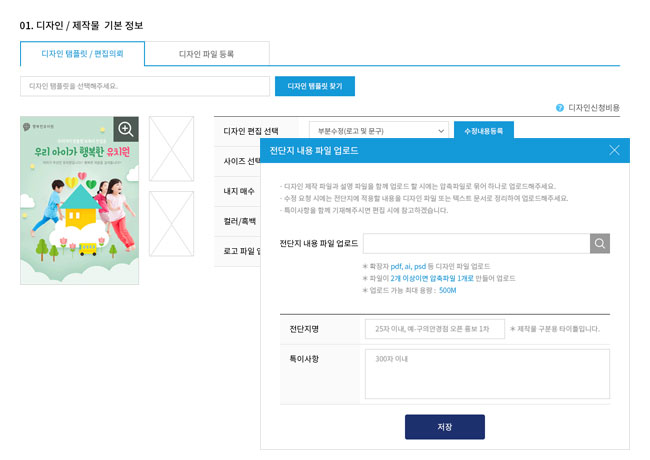 01. 디자인 / 제작물 기본 정보
디자인 템플릿 / 편집의뢰
디자인 파일 등록
디자인 템플릿을 선택해주세요.
디자인 템플릿 찾기
? 디자인신청비용
우리 아이가 행복한 유치원
디자인 편집 선택
부분수정(로고 및 문구)
수정내용등록
사이즈 선택
내지 매수
컬러/흑백
로고 파일
전단지 내용 파일 업로드
· 디자인 제작 파일과 설명 파일을 함께 업로드 할 시에는 압축파일로 묶어 하나로 업로드해주세요.
· 수정 요청 시에는 전단지에 적용할 내용을 디자인 파일 또는 텍스트 문서로 정리하여 업로드해주세요.
· 특이사항을 함께 기재해주시면 편집 시에 참고하겠습니다.
전단지 내용 파일 업로드
✳ 확장자 pdf, ai, psd 등 디자인 파일 업로드
✳ 파일이 2개 이상이면 압축파일 1개로 만들어 업로드
✳ 업로드 가능 최대 용량 : 500M
전단지명
25자 이내, 예-구의안경점 오픈 홍보 1차
✳ 제작물 구분용 타이틀입니다.
특이사항
300자 이내
저장